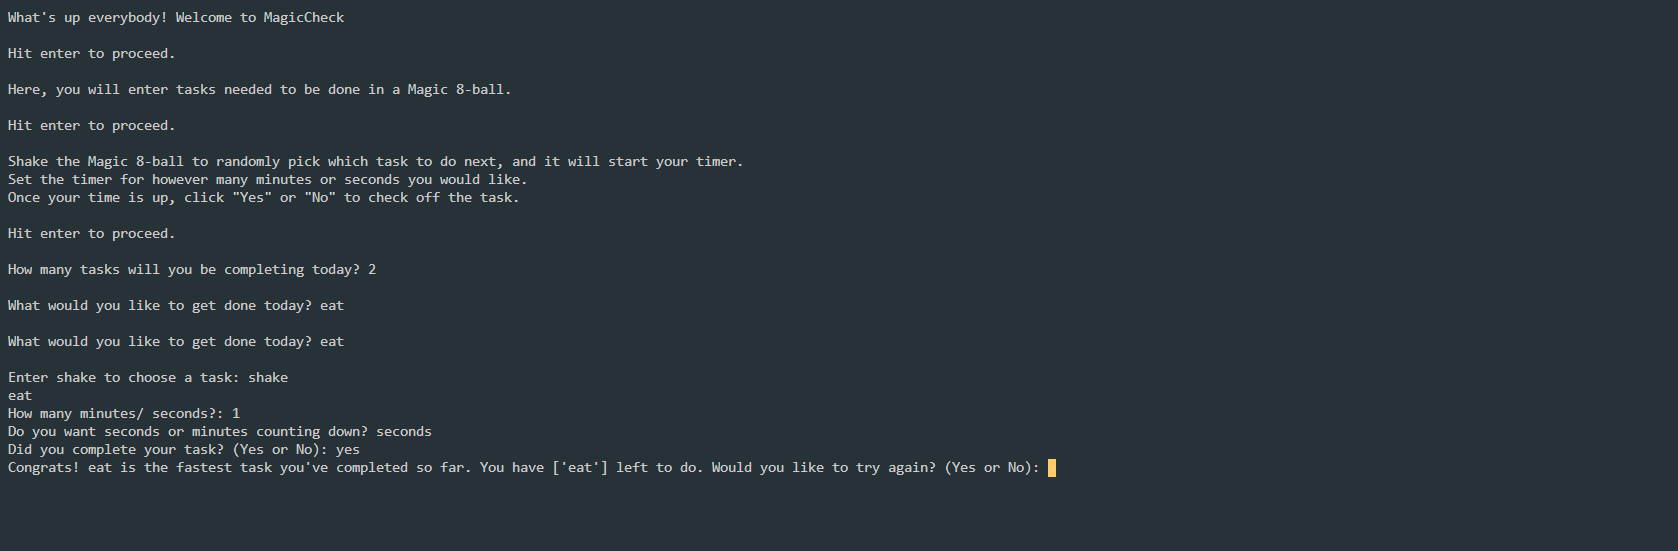 What's up everybody! Welcome to MagicCheck
Hit enter to proceed.
Here, you will enter tasks needed to be done in a Magic 8-ball.
Hit enter to proceed.
Shake the Magic 8-ball to randomly pick which task to do next, and it will start your timer.
Set the timer for however many minutes or seconds you would like.
Once your time is up, click "Yes" or "No" to check off the task.
Hit enter to proceed.
How many tasks will you be completing today? 2
What would you like to get done today? eat
What would you like to get done today? eat
Enter shake to choose a task: shake
eat
How many minutes/ seconds?: 1
Do you want seconds or minutes counting down? seconds
Did you complete your task? (Yes or No): yes
Congrats! eat is the fastest task you've completed so far. You have ['eat'] left to do. Would you like to try again? (Yes or No):